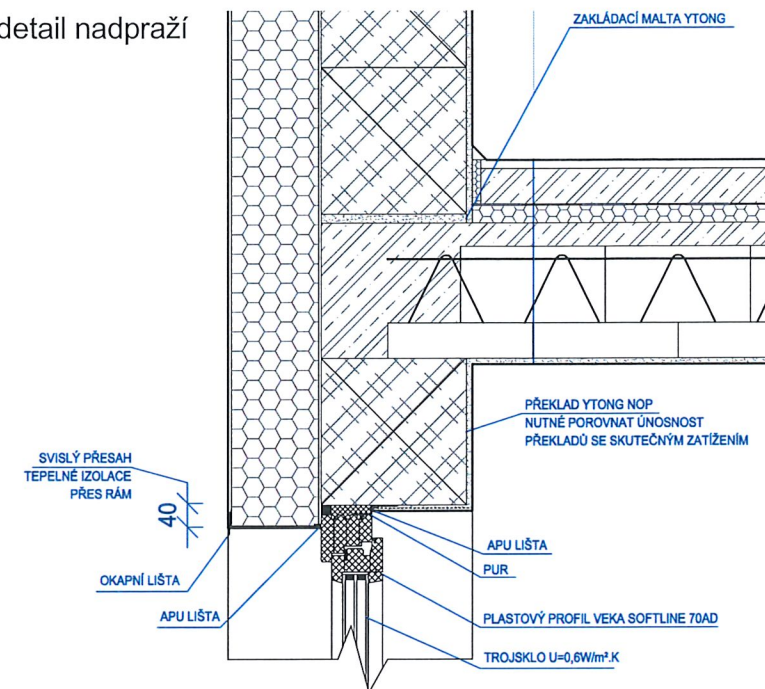 detail nadpraží
ZAKLÁDACÍ MALTA YTONG
PŘEKLAD YTONG NOP
NUTNÉ POROVNAT ÚNOSNOST
PŘEKLADŮ SE SKUTEČNÝM ZATÍŽENÍM
SVISLÝ PŘESAH
TEPELNÉ IZOLACE
PŘES RÁM
40
OKAPNÍ LIŠTA
APU LIŠTA
APU LIŠTA
PUR
PLASTOVÝ PROFIL VEKA SOFTLINE 70AD
TROJSKLO U=0,6W/m².K